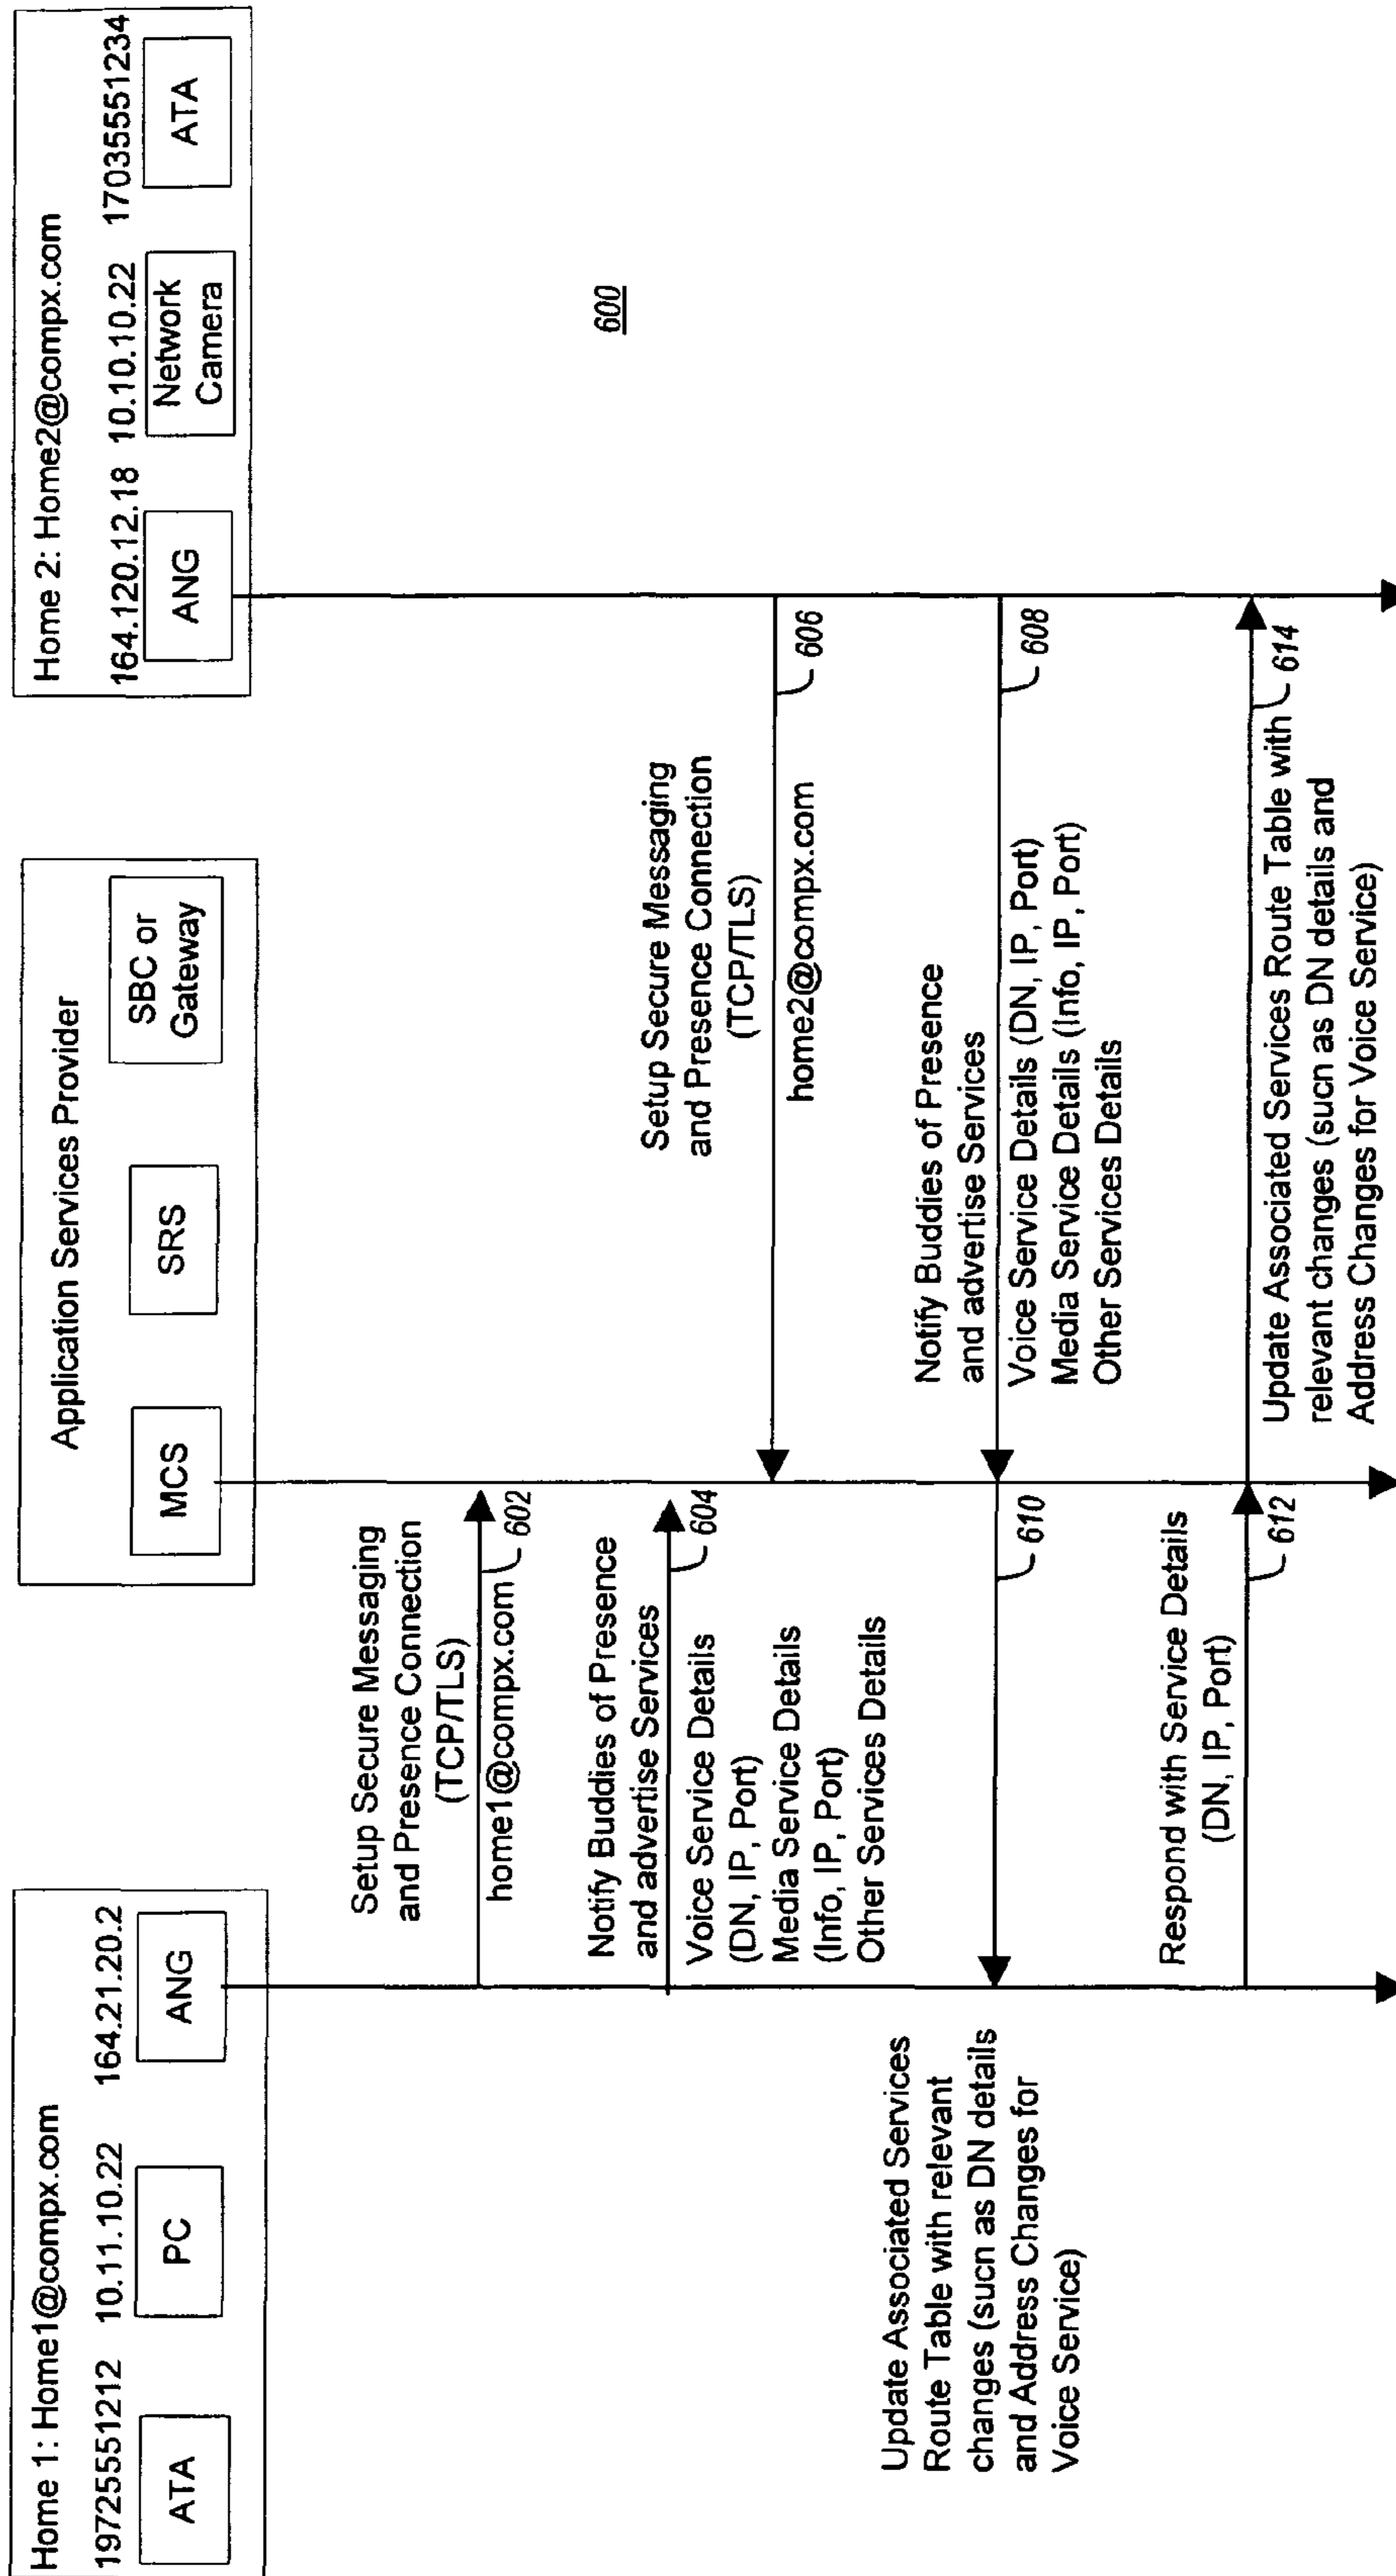 Home 1: Home1@compx.com
19725551212
10.11.10.22
164.21.20.2
ATA
PC
ANG
Application Services Provider
MCS
SRS
SBC or
Gateway
Home 2: Home2@compx.com
164.120.12.18
10.10.10.22
17035551234
ANG
Network
Camera
ATA
Setup Secure Messaging
and Presence Connection
(TCP/TLS)
home1@compx.com
602
Notify Buddies of Presence
and advertise Services
604
Voice Service Details
(DN, IP, Port)
Media Service Details
(Info, IP, Port)
Other Services Details
600
Setup Secure Messaging
and Presence Connection
(TCP/TLS)
606
home2@compx.com
Notify Buddies of Presence
and advertise Services
608
Voice Service Details (DN, IP, Port)
Media Service Details (Info, IP, Port)
Other Services Details
610
Update Associated Services
Route Table with relevant
changes (sucn as DN details
and Address Changes for
Voice Service)
Respond with Service Details
(DN, IP, Port)
612
Update Associated Services Route Table with
614
relevant changes (sucn as DN details and
Address Changes for Voice Service)